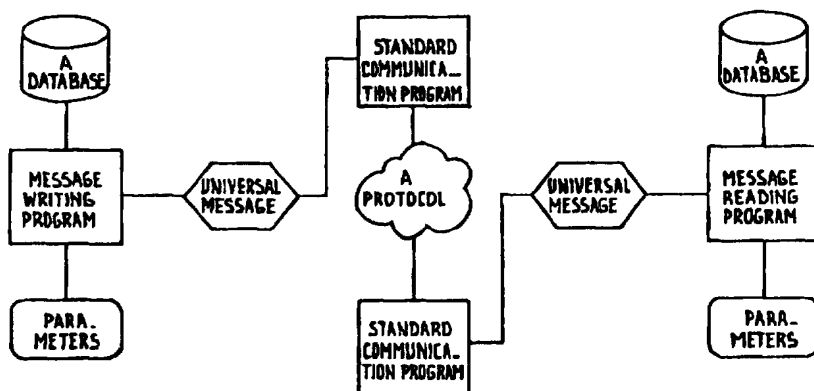 A
DATABASE
MESSAGE
WRITING
PROGRAM
PARA_
METERS
UNIVERSAL
MESSAGE
STANDARD
COMMUNICA_
TION PROGRAM
A
PROTOCOL
STANDARD
COMMUNICA_
TION PROGRAM
UNIVERSAL
MESSAGE
A
DATABASE
MESSAGE
READING
PROGRAM
PARA_
METERS